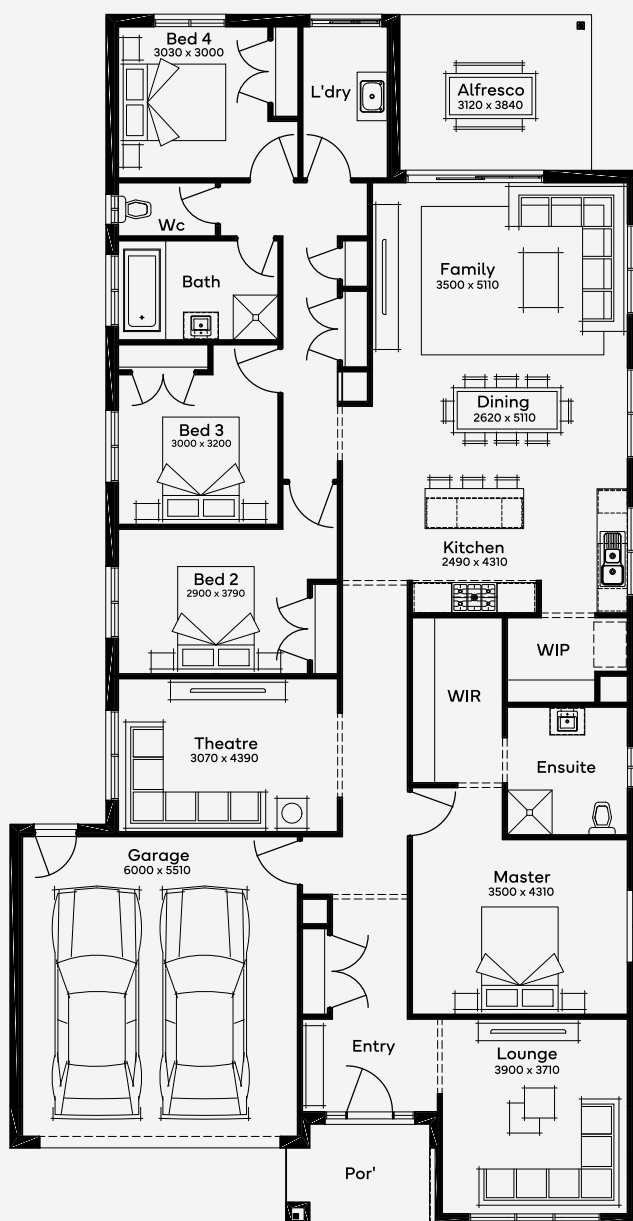 Bed 4
3030 x 3000
L'dry
Alfresco
3120 x 3840
Wc
Bath
Family
3500 x 5110
Bed 3
3000 x 3200
Dining
2620 x 5110
Kitchen
2490 x 4310
Bed 2
2900 x 3790
WIP
WIR
Theatre
3070 x 4390
Ensuite
Garage
6000 x 5510
Master
3500 x 4310
Entry
Lounge
3900 x 3710
Por'